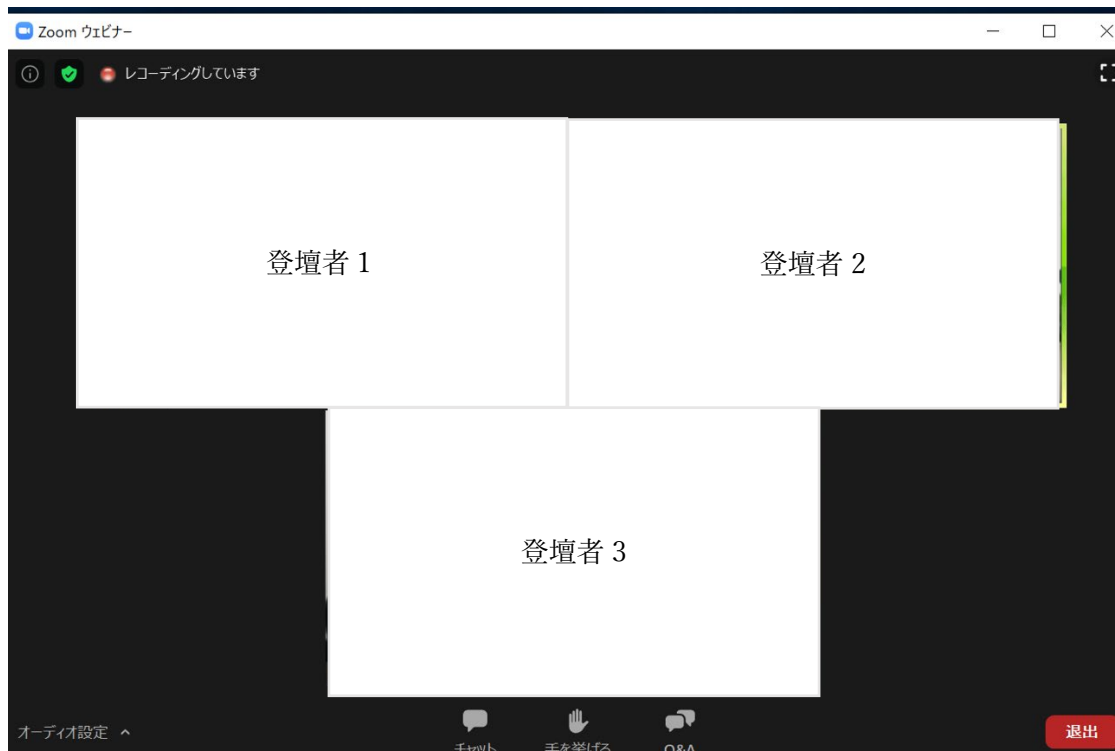 Zoom ウェビナー
レコーディングしています
登壇者 1
登壇者 2
登壇者 3
オーディオ設定
チャット
手を挙げる
Q&A
退出